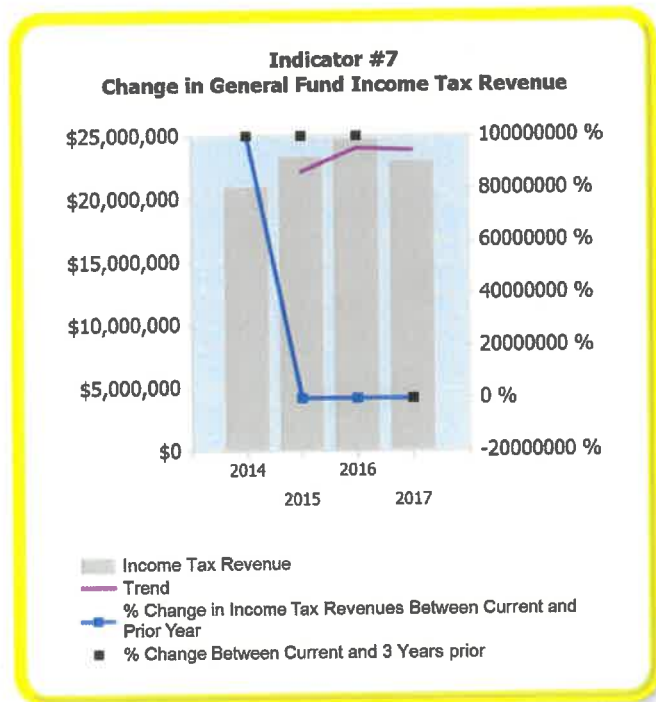 Indicator #7
Change in General Fund Income Tax Revenue
$25,000,000
$20,000,000
$15,000,000
$10,000,000
$5,000,000
$0
100000000 %
80000000 %
60000000 %
40000000 %
20000000 %
0 %
-20000000 %
2014
2015
2016
2017
Income Tax Revenue
Trend
% Change in Income Tax Revenues Between Current and
Prior Year
% Change Between Current and 3 Years prior